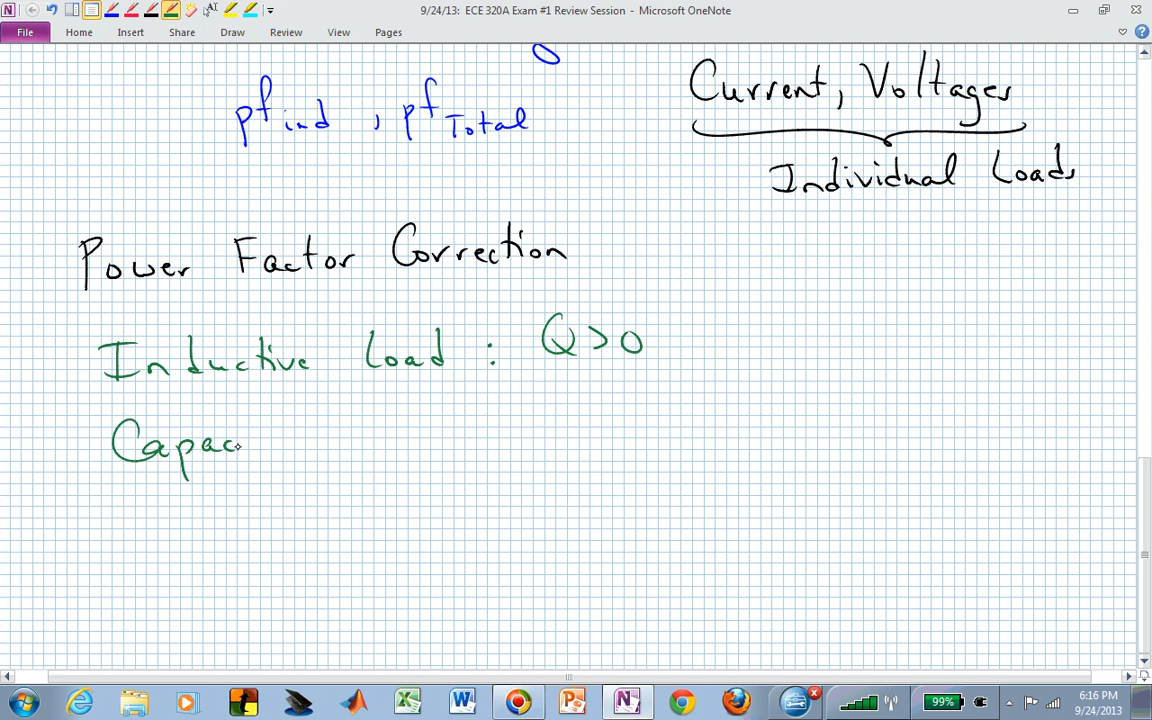 9/24/13: ECE 320A Exam #1 Review Session - Microsoft OneNote
File Home Insert Share Draw Review View Pages
Current, Voltages
pf ind , pf Total
Individual Loads
Power Factor Correction
Inductive Load : Q > 0
Capac
99% 6:16 PM
9/24/2013